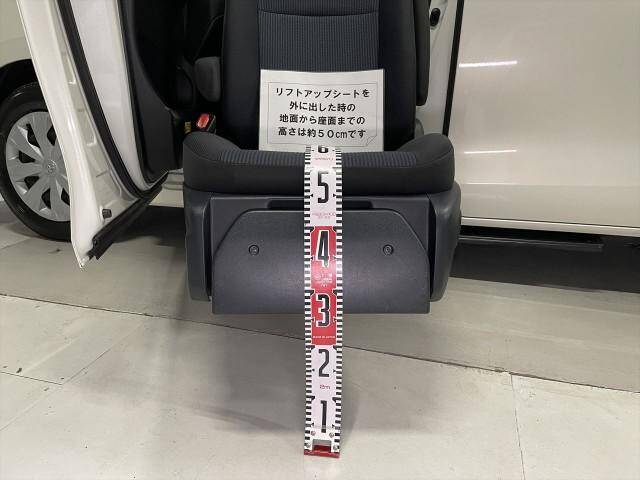 リフトアップシートを
外に出した時の
地面から座面までの
高さは約50cmです
6
5
4
3
2
12m
1